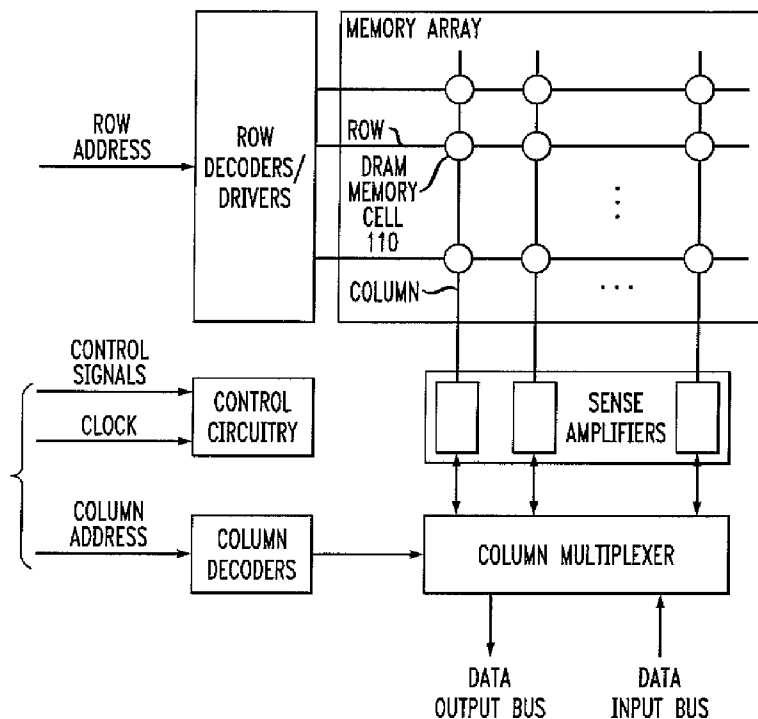 MEMORY ARRAY
ROW
ADDRESS
ROW
DECODERS/
DRIVERS
ROW
DRAM
MEMORY
CELL
110
COLUMN
CONTROL
SIGNALS
CLOCK
CONTROL
CIRCUITRY
SENSE
AMPLIFIERS
COLUMN
ADDRESS
COLUMN
DECODERS
COLUMN MULTIPLEXER
DATA
OUTPUT BUS
DATA
INPUT BUS